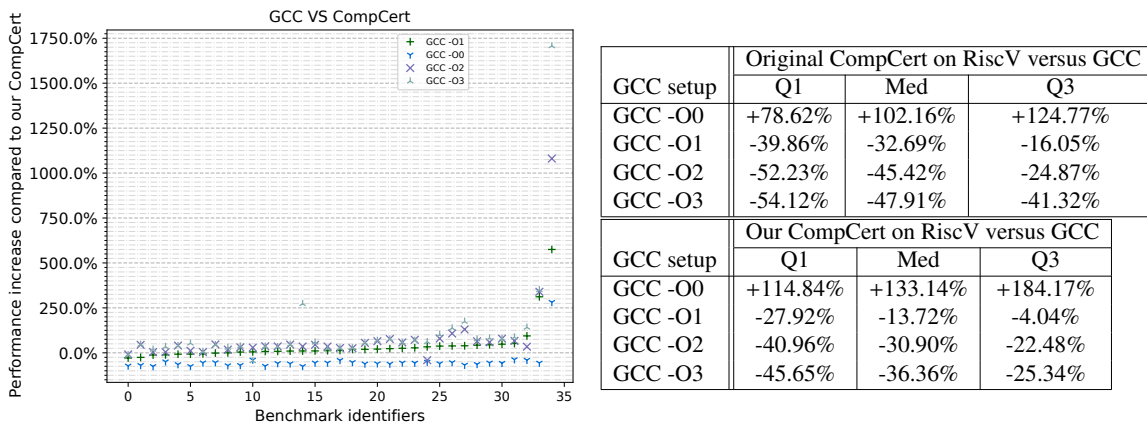 GCC VS CompCert
Performance increase compared to our CompCert
1750.0%
1500.0%
1250.0%
1000.0%
750.0%
500.0%
250.0%
0.0%
GCC -O1
GCC -O0
GCC -O2
GCC -O3
0 5 10 15 20 25 30 35
Benchmark identifiers
Original CompCert on RiscV versus GCC
GCC setup Q1 Med Q3
GCC -O0 +78.62% +102.16% +124.77%
GCC -O1 -39.86% -32.69% -16.05%
GCC -O2 -52.23% -45.42% -24.87%
GCC -O3 -54.12% -47.91% -41.32%
Our CompCert on RiscV versus GCC
GCC setup Q1 Med Q3
GCC -O0 +114.84% +133.14% +184.17%
GCC -O1 -27.92% -13.72% -4.04%
GCC -O2 -40.96% -30.90% -22.48%
GCC -O3 -45.65% -36.36% -25.34%